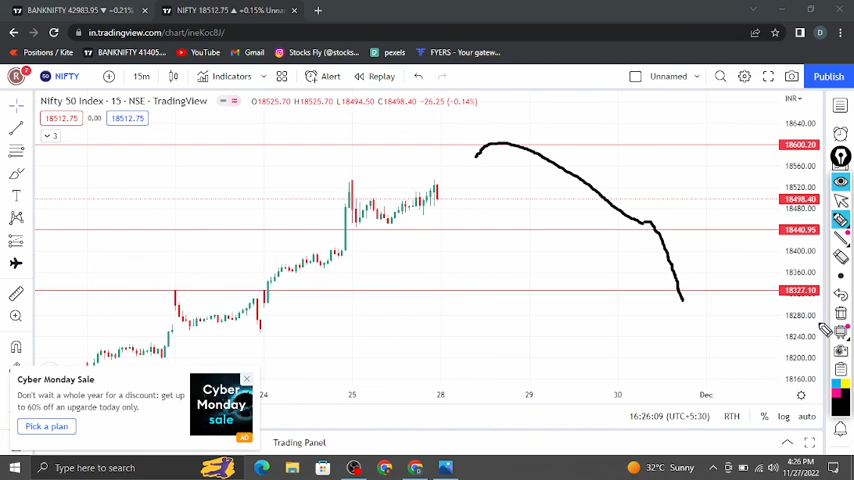 BANKNIFTY 42983.95 ▼ −0.21%
NIFTY 18512.75 ▲ +0.15% Unnar
in.tradingview.com/chart/ineKoc8J/
Positions / Kite
BANKNIFTY 41405....
YouTube
Gmail
Stocks Fly (@stocks...
pexels
FYERS - Your gatew...
R 7
NIFTY
15m
Indicators
Alert
Replay
Unnamed
Publish
Nifty 50 Index · 15 · NSE · TradingView
O18525.70 H18525.70 L18494.50 C18498.40 −26.25 (−0.14%)
INR
18512.75 0.00 18512.75
3
18640.00
18600.20
18560.00
18520.00
18498.40
18480.00
18440.95
18400.00
18360.00
18327.10
18280.00
18240.00
18200.00
18160.00
Cyber Monday Sale
Don't wait a whole year for a discount: get up
to 60% off an upgarde today only.
Pick a plan
Cyber
Monday
sale
AD
24 25 28 29 30 Dec
16:26:09 (UTC+5:30) RTH % log auto
Trading Panel
Type here to search
32°C Sunny
4:26 PM
11/27/2022